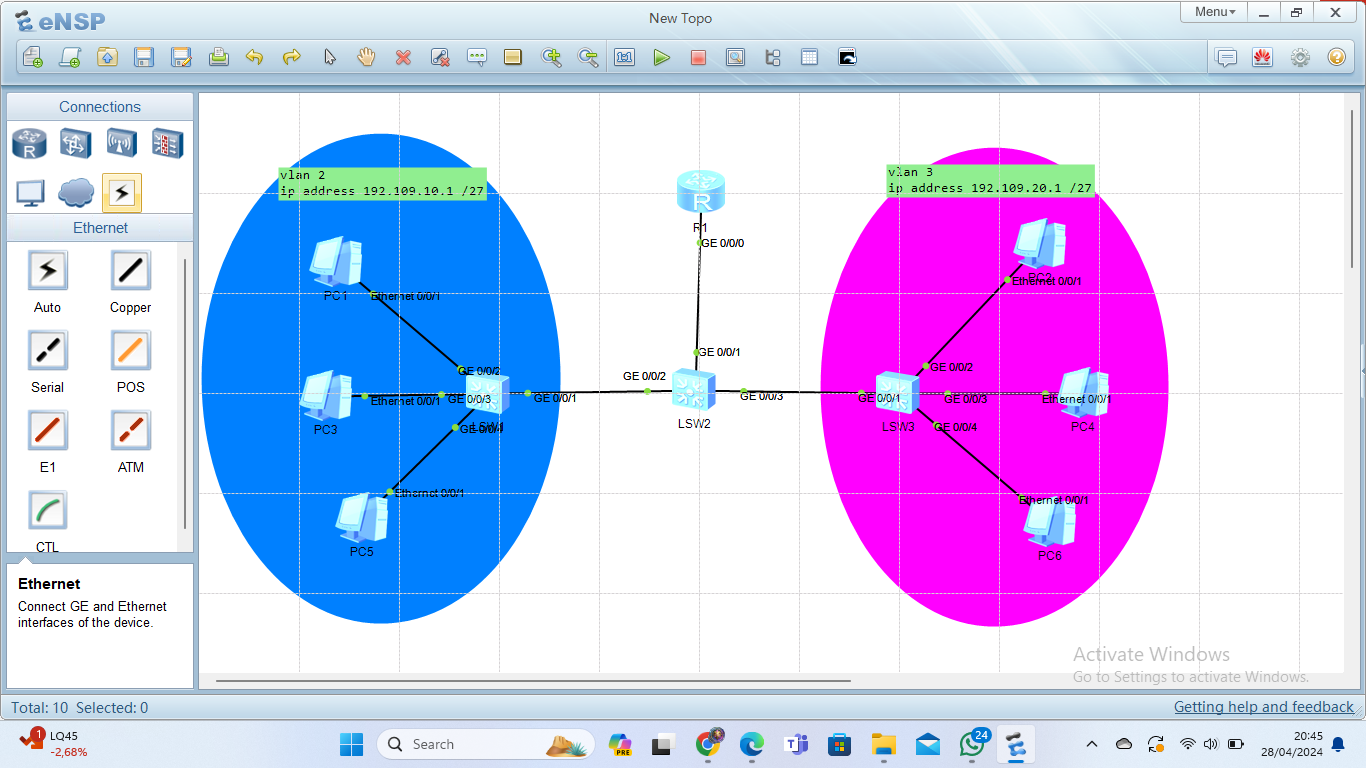 eNSP
New Topo
Menu
Connections
Ethernet
Auto
Copper
Serial
POS
E1
ATM
CTL
Ethernet
Connect GE and Ethernet
interfaces of the device.
vlan 2
ip address 192.109.10.1 /27
vlan 3
ip address 192.109.20.1 /27
R
R1
GE 0/0/0
PC1
Ethernet 0/0/1
PC2
Ethernet 0/0/1
GE 0/0/1
GE 0/0/2
GE 0/0/2
GE 0/0/2
PC3
Ethernet 0/0/1
GE 0/0/3
LSW1
GE 0/0/1
GE 0/0/4
LSW2
GE 0/0/3
GE 0/0/1
LSW3
GE 0/0/3
Ethernet 0/0/1
PC4
GE 0/0/4
Ethernet 0/0/1
PC5
Ethernet 0/0/1
PC6
Activate Windows
Go to Settings to activate Windows.
Total: 10 Selected: 0
Getting help and feedback
1
LQ45
-2,68%
Search
PRE
24
20:45
28/04/2024